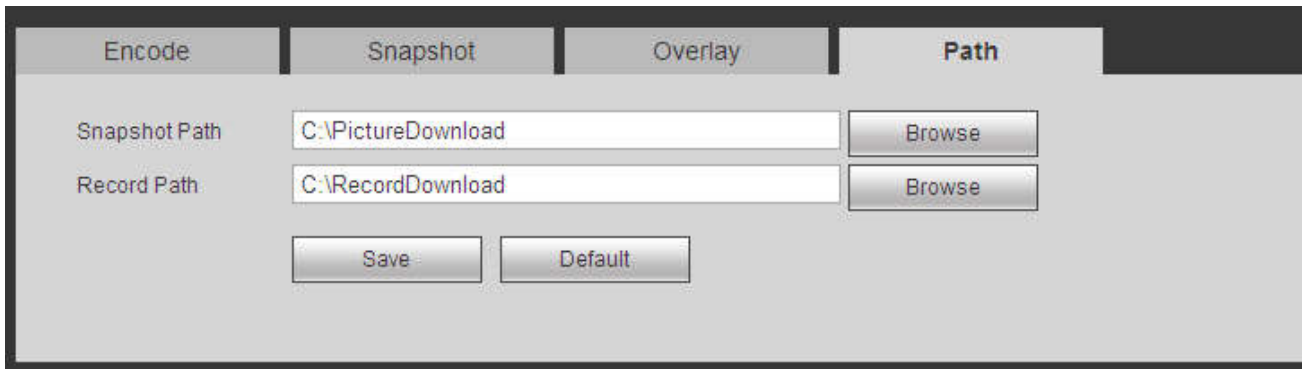 Encode Snapshot Overlay Path
Snapshot Path C:\PictureDownload Browse
Record Path C:\RecordDownload Browse
Save Default